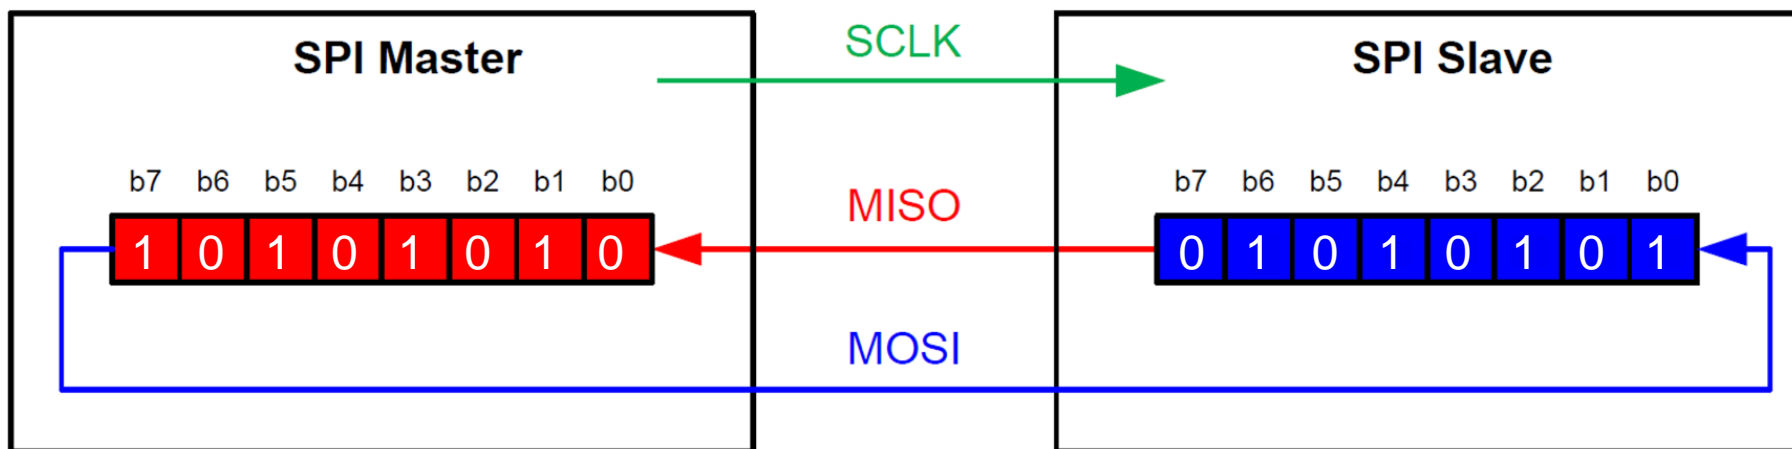 SPI Master
SCLK
SPI Slave
b7 b6 b5 b4 b3 b2 b1 b0
MISO
b7 b6 b5 b4 b3 b2 b1 b0
1 0 1 0 1 0 1 0
0 1 0 1 0 1 0 1
MOSI